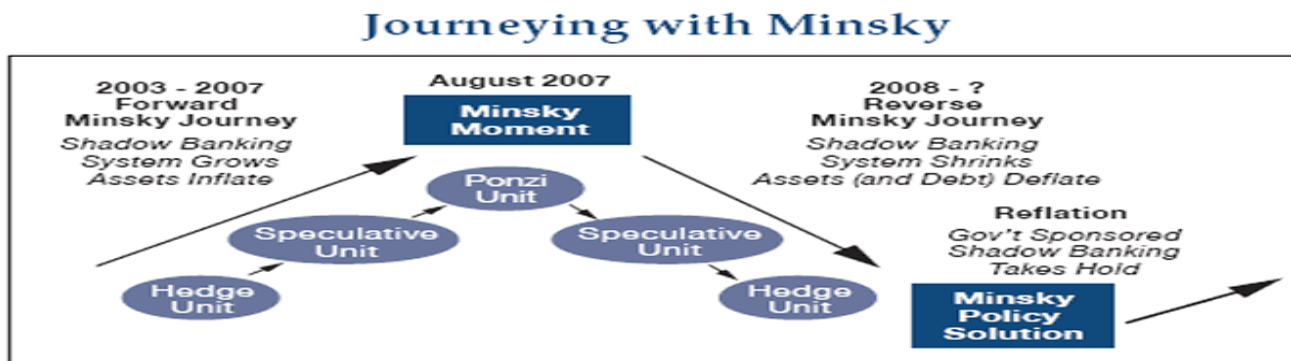 Journeying with Minsky
2003 - 2007
Forward
Minsky Journey
Shadow Banking
System Grows
Assets Inflate
August 2007
Minsky
Moment
Ponzi
Unit
Speculative
Unit
Hedge
Unit
Speculative
Unit
Hedge
Unit
2008 - ?
Reverse
Minsky Journey
Shadow Banking
System Shrinks
Assets (and Debt) Deflate
Reflation
Gov't Sponsored
Shadow Banking
Takes Hold
Minsky
Policy
Solution